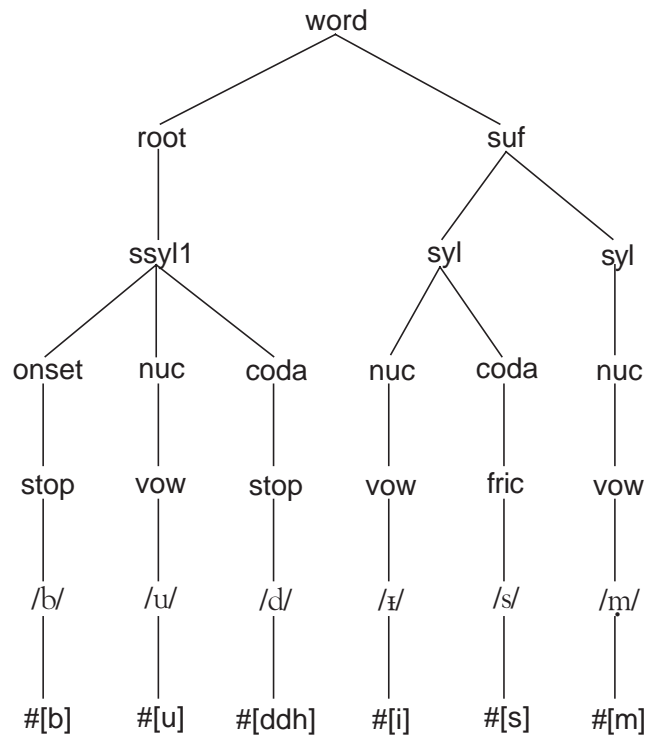 word
root suf
ssyl1 syl syl
onset nuc coda nuc coda nuc
stop vow stop vow fric vow
/b/ /u/ /d/ /ɪ/ /s/ /m̩/
#[b] #[u] #[ddh] #[i] #[s] #[m]